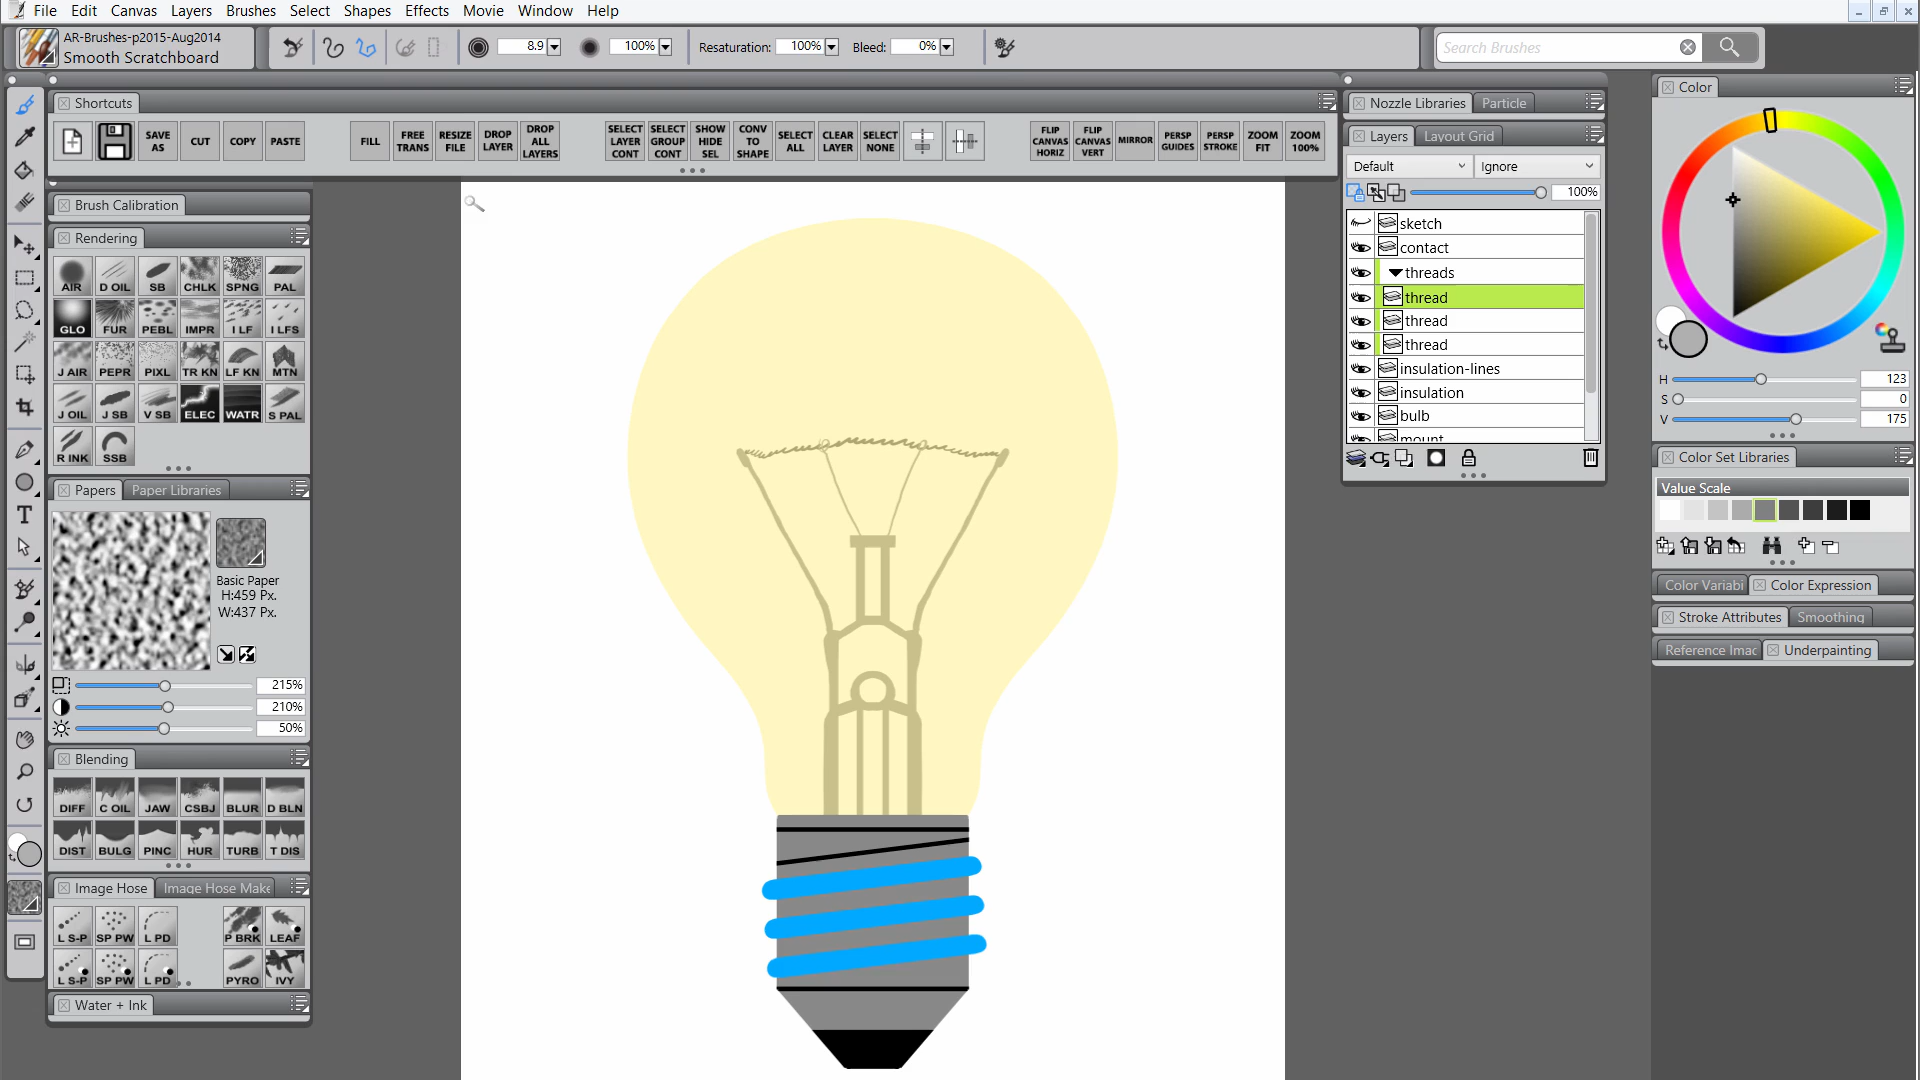 File Edit Canvas Layers Brushes Select Shapes Effects Movie Window Help
AR-Brushes-p2015-Aug2014
Smooth Scratchboard
8.9 100% Resaturation: 100% Bleed: 0%
Search Brushes
Shortcuts
SAVE AS
CUT
COPY
PASTE
FILL
FREE TRANS
RESIZE FILE
DROP LAYER
DROP ALL LAYERS
SELECT LAYER CONT
SELECT GROUP CONT
SHOW HIDE SEL
CONV TO SHAPE
SELECT ALL
CLEAR LAYER
SELECT NONE
FLIP CANVAS HORIZ
FLIP CANVAS VERT
MIRROR
PERSP GUIDES
PERSP STROKE
ZOOM FIT
ZOOM 100%
Brush Calibration
Rendering
AIR D OIL SB CHLK SPNG PAL
GLO FUR PEBL IMPR I LF I LFS
J AIR PEPR PIXL TR KN LF KN MTN
J OIL J SB V SB ELEC WATR S PAL
R INK SSB
Papers Paper Libraries
Basic Paper
H:459 Px.
W:437 Px.
215%
210%
50%
Blending
DIFF C OIL JAW CSBJ BLUR D BLN
DIST BULG PINC HUR TURB T DIS
Image Hose Image Hose Make
L S-P SP PW L PD P BRK LEAF
L S-P SP PW L PD PYRO IVY
Water + Ink
T
Nozzle Libraries Particle
Layers Layout Grid
Default Ignore
100%
sketch
contact
threads
thread
thread
thread
insulation-lines
insulation
bulb
mount
Color
H 123
S 0
V 175
Color Set Libraries
Value Scale
Color Variabi Color Expression
Stroke Attributes Smoothing
Reference Imac Underpainting